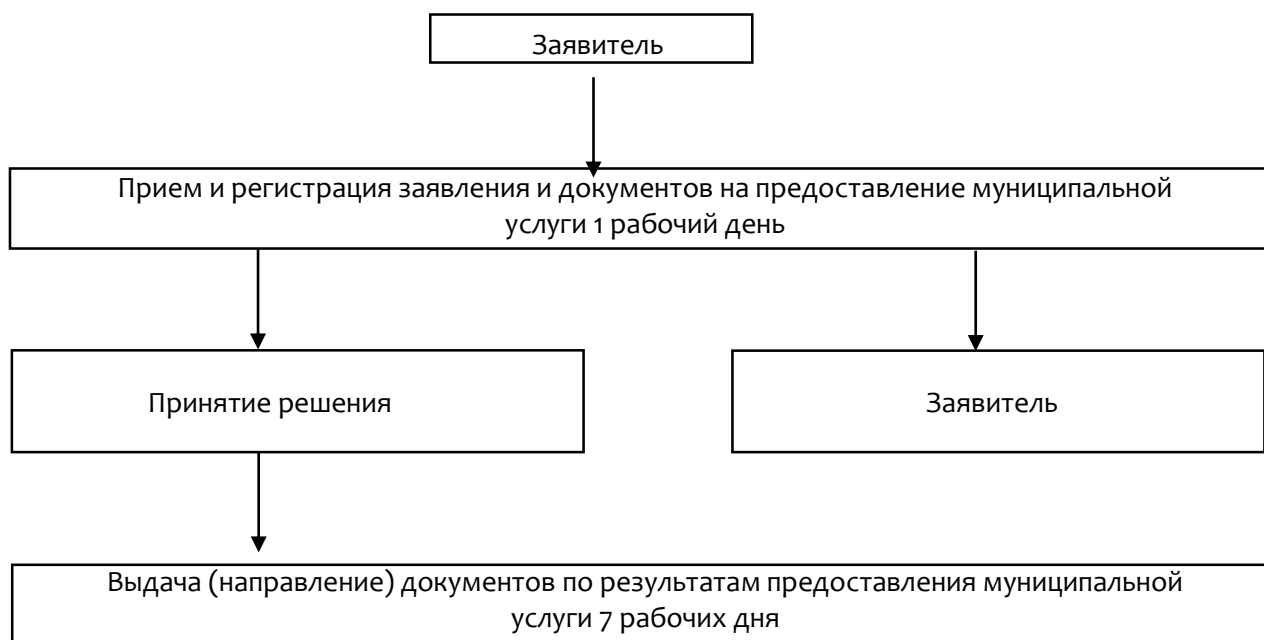 Заявитель
Прием и регистрация заявления и документов на предоставление муниципальной
услуги 1 рабочий день
Принятие решения
Заявитель
Выдача (направление) документов по результатам предоставления муниципальной
услуги 7 рабочих дня